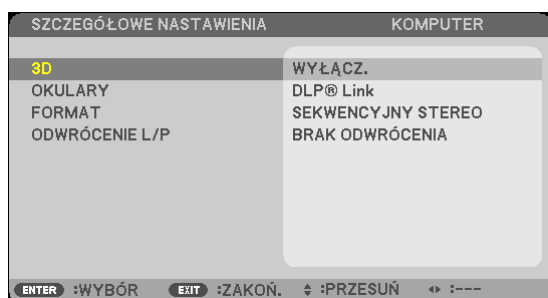 SZCZEGÓŁOWE NASTAWIENIA KOMPUTER
3D WYŁĄCZ.
OKULARY DLP® Link
FORMAT SEKWENCYJNY STEREO
ODWRÓCENIE L/P BRAK ODWRÓCENIA
ENTER :WYBÓR EXIT :ZAKOŃ. :PRZESUŃ :---